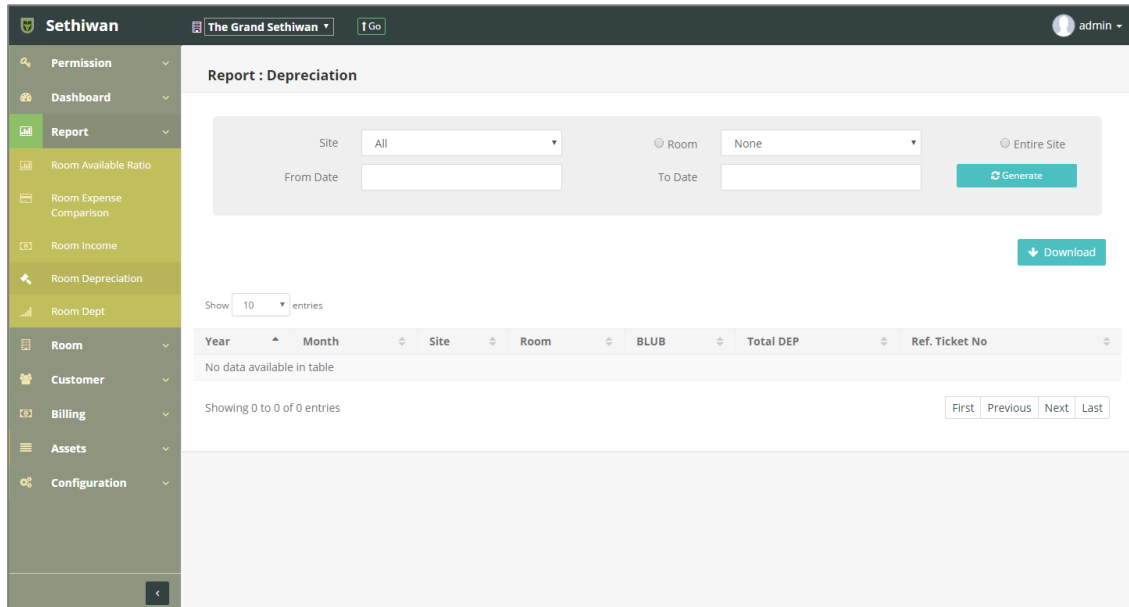 Sethiwan
The Grand Sethiwan
Go
admin
Permission
Dashboard
Report
Room Available Ratio
Room Expense
Comparison
Room Income
Room Depreciation
Room Dept
Room
Customer
Billing
Assets
Configuration
Report : Depreciation
Site All Room None Entire Site
From Date To Date Generate
Download
Show 10 entries
Year Month Site Room BLUB Total DEP Ref. Ticket No
No data available in table
Showing 0 to 0 of 0 entries First Previous Next Last